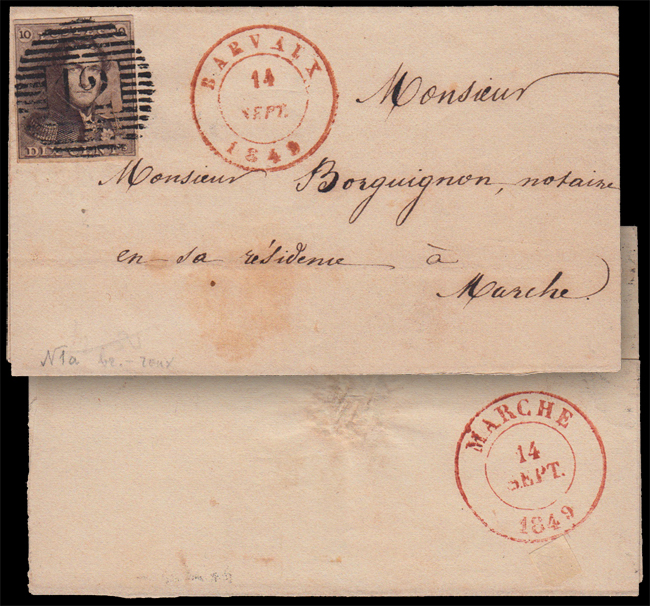 10
DIX CENTS
BARVAUX
14
SEPT.
1849
Monsieur
Monsieur Borguignon, notaire
en sa résidence à
Marche.
N1a br. - roux
MARCHE
14
SEPT.
1849